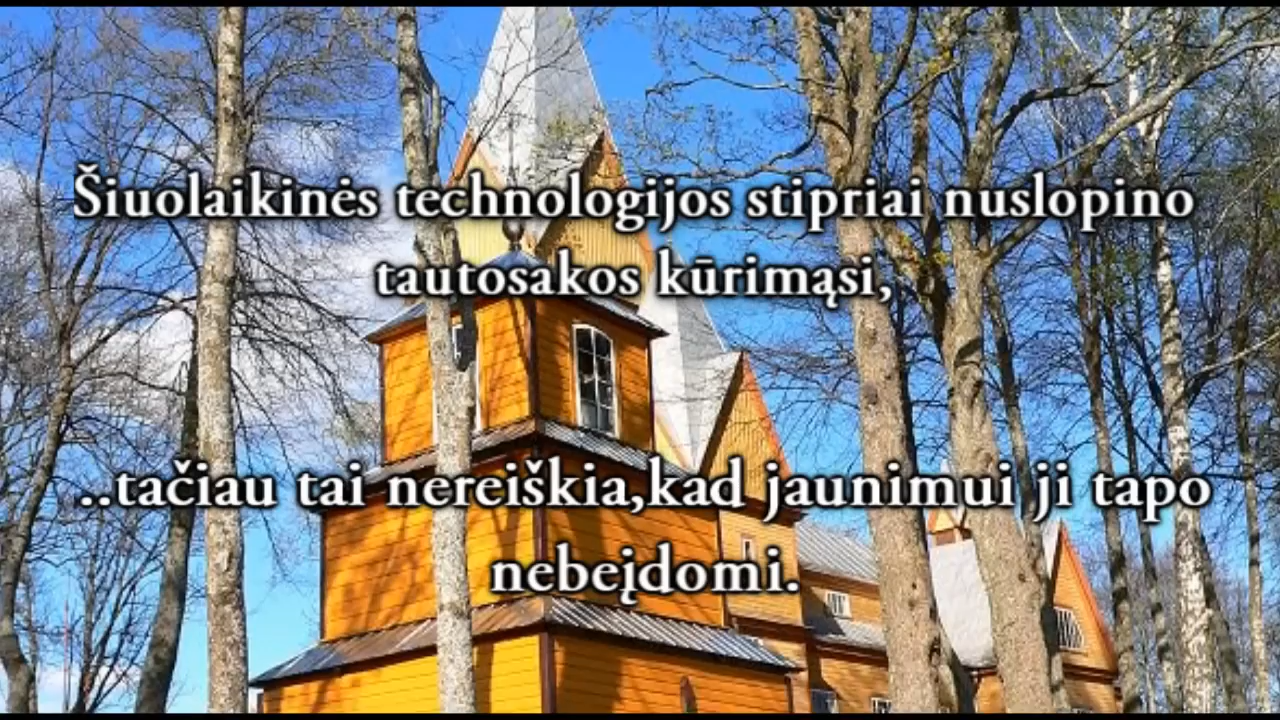 Šiuolaikinės technologijos stipriai nuslopino
tautosakos kūrimąsi,
..tačiau tai nereiškia,kad jaunimui ji tapo
nebeįdomi.